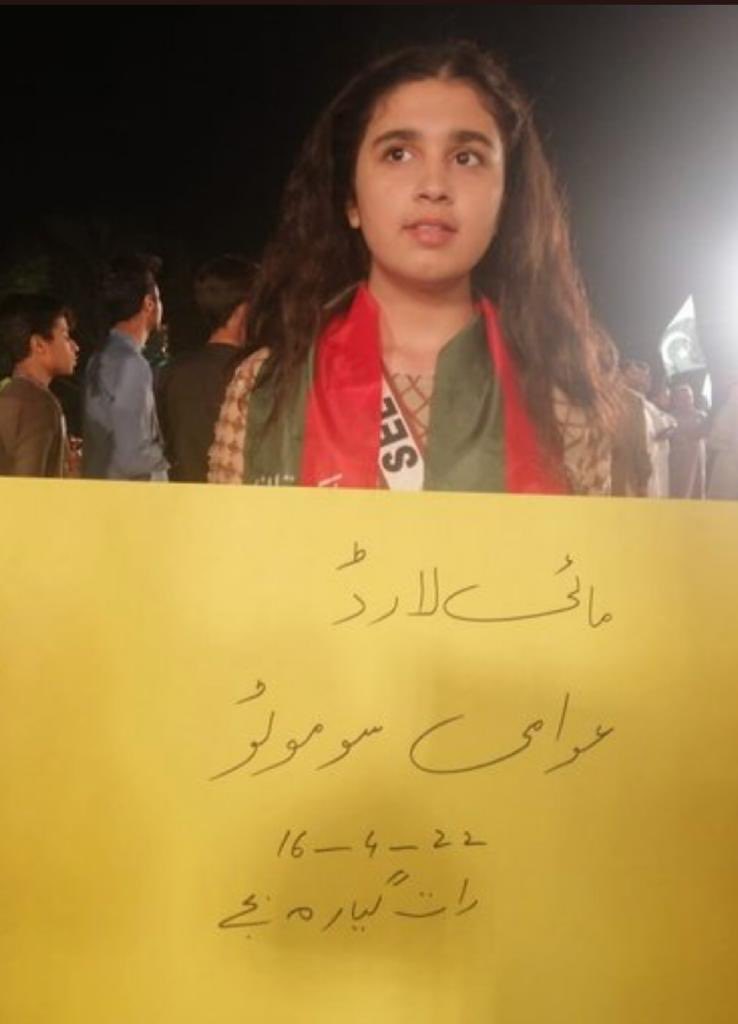 مائی لارڈ
عوامی سوموٹو
16-4-22
رات گیارہ بجے